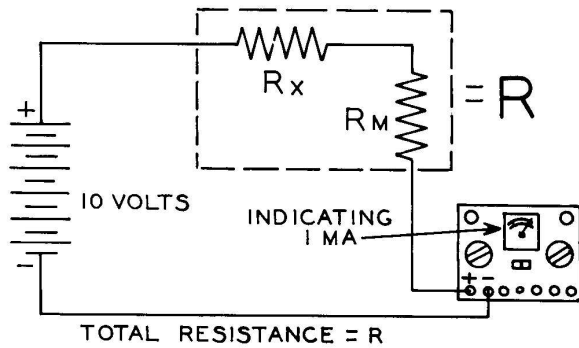 RX
RM
= R
+
10 VOLTS
-
INDICATING
1 MA
+ -
TOTAL RESISTANCE = R